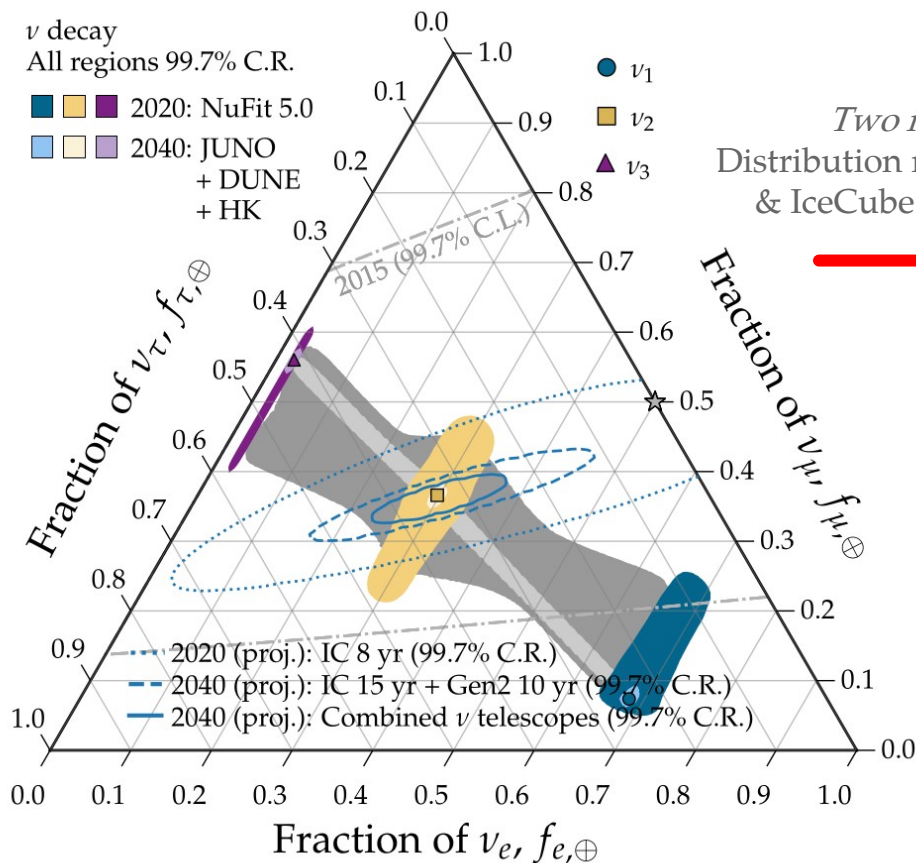 ν decay
All regions 99.7% C.R.
2020: NuFit 5.0
2040: JUNO
+ DUNE
+ HK
ν1
ν2
ν3
Two
Distribution
& IceCube
0.0
0.1
0.2
0.3
0.4
0.5
0.6
0.7
0.8
0.9
1.0
Fraction of ντ, fτ,⊕
1.0
0.9
0.8
0.7
0.6
0.5
0.4
0.3
0.2
0.1
0.0
Fraction of νμ, fμ,⊕
2015 (99.7% C.L.)
2020 (proj.): IC 8 yr (99.7% C.R.)
2040 (proj.): IC 15 yr + Gen2 10 yr (99.7% C.R.)
2040 (proj.): Combined ν telescopes (99.7% C.R.)
0.0 0.1 0.2 0.3 0.4 0.5 0.6 0.7 0.8 0.9 1.0
Fraction of νe, fe,⊕